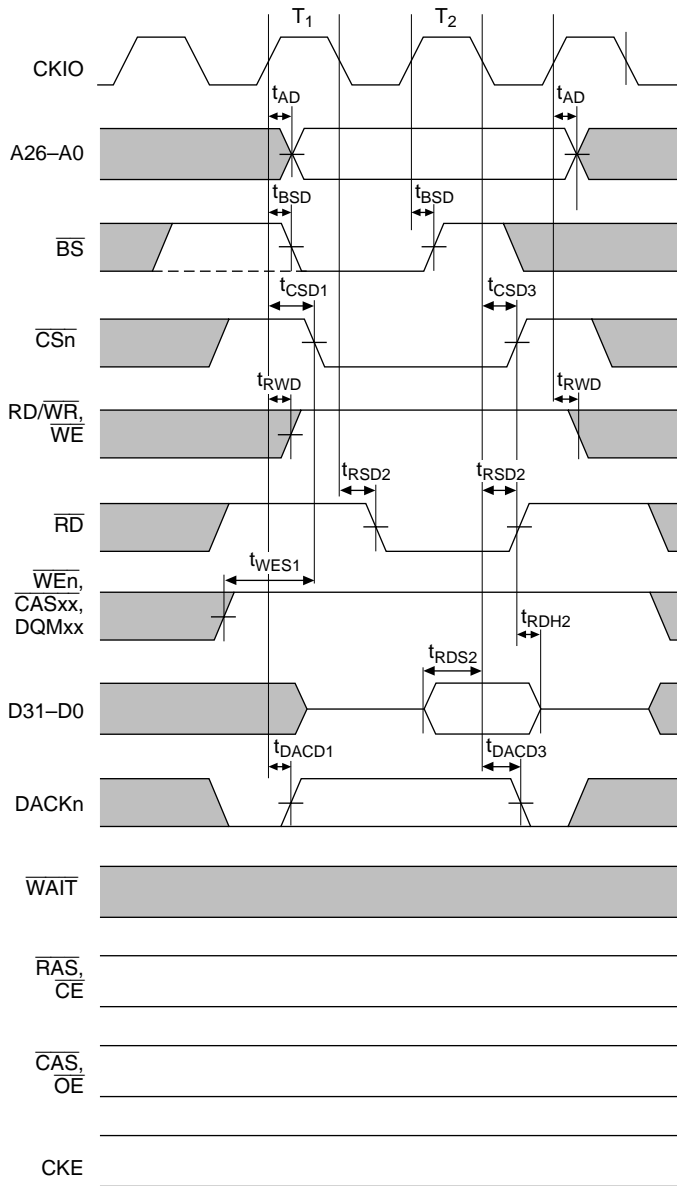 T1 T2
CKIO
tAD tAD
A26–A0
tBSD tBSD
BS
tCSD1 tCSD3
CSn
tRWD tRWD
RD/WR,
WE
tRSD2 tRSD2
RD
tWES1
WEn,
CASxx,
DQMxx
tRDH2
tRDS2
D31–D0
tDACD1 tDACD3
DACKn
WAIT
RAS,
CE
CAS,
OE
CKE